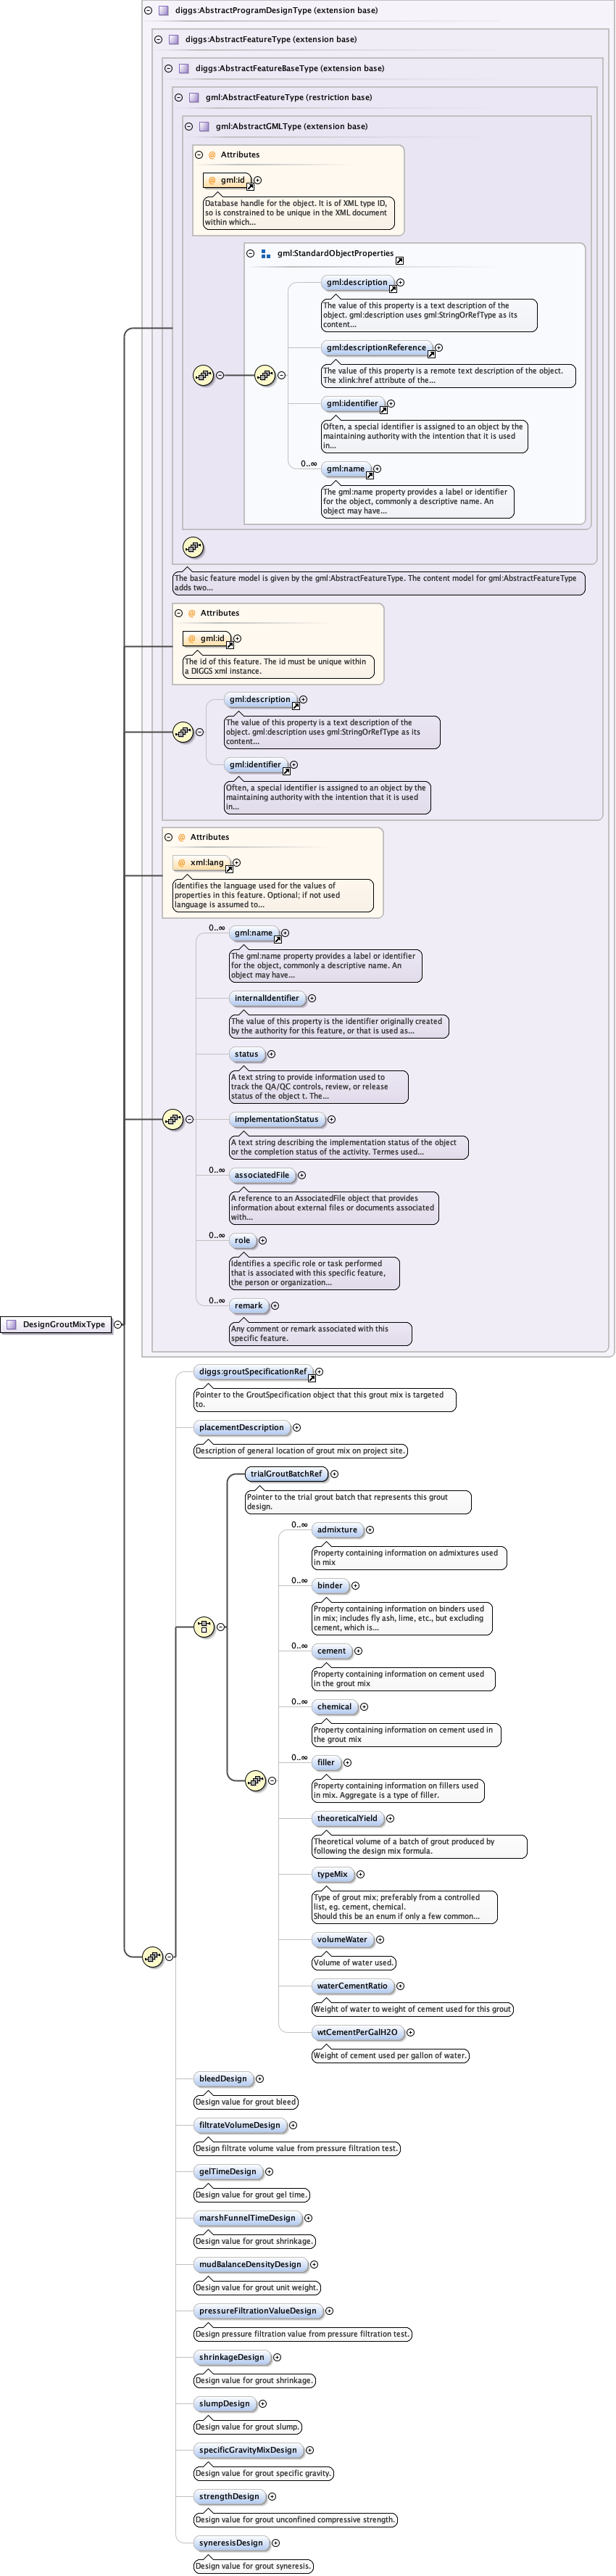 diggs:AbstractProgramDesignType (extension base)
diggs:AbstractFeatureType (extension base)
diggs:AbstractFeatureBaseType (extension base)
gml:AbstractFeatureType (restriction base)
gml:AbstractGMLType (extension base)
@ Attributes
gml:id
Database handle for the object. It is of XML type ID,
so is constrained to be unique in the XML document
within which...
gml:StandardObjectProperties
gml:description
The value of this property is a text description of the
object. gml:description uses gml:StringOrRefType as its
content...
gml:descriptionReference
The value of this property is a remote text description of the object.
The xlink:href attribute of the...
gml:identifier
Often, a special identifier is assigned to an object by the
maintaining authority with the intention that it is used
in...
0..∞
gml:name
The gml:name property provides a label or identifier
for the object, commonly a descriptive name. An
object may have...
The basic feature model is given by the gml:AbstractFeatureType. The content model for gml:AbstractFeatureType
adds two...
@ Attributes
@ gml:id
The id of this feature. The id must be unique within
a DIGGS xml instance.
gml:description
The value of this property is a text description of the
object. gml:description uses gml:StringOrRefType as its
content...
gml:identifier
Often, a special identifier is assigned to an object by the
maintaining authority with the intention that it is used
in...
@ Attributes
@ xml:lang
Identifies the language used for the values of
properties in this feature. Optional; if not used
language is assumed to...
0..∞
gml:name
The gml:name property provides a label or identifier
for the object, commonly a descriptive name. An
object may have...
internalIdentifier
The value of this property is the identifier originally created
by the authority for this feature, or that is used as...
status
A text string to provide information used to
track the QA/QC controls, review, or release
status of the object t. The...
implementationStatus
A text string describing the implementation status of the object
or the completion status of the activity. Termes used...
0..∞
associatedFile
A reference to an AssociatedFile object that provides
information about external files or documents associated
with...
0..∞
role
Identifies a specific role or task performed
that is associated with this specific feature,
the person or organization...
0..∞
remark
Any comment or remark associated with this
specific feature.
DesignGroutMixType
diggs:groutSpecificationRef
Pointer to the GroutSpecification object that this grout mix is targeted
to.
placementDescription
Description of general location of grout mix on project site.
trialGroutBatchRef
Pointer to the trial grout batch that represents this grout
design.
0..∞
admixture
Property containing information on admixtures used
in mix
0..∞
binder
Property containing information on binders used
in mix; includes fly ash, lime, etc., but excluding
cement, which is...
0..∞
cement
Property containing information on cement used
in the grout mix
0..∞
chemical
Property containing information on cement used in
the grout mix
0..∞
filler
Property containing information on fillers used
in mix. Aggregate is a type of filler.
theoreticalYield
Theoretical volume of a batch of grout produced by
following the design mix formula.
typeMix
Type of grout mix; preferably from a controlled
list, eg. cement, chemical.
Should this be an enum if only a few common...
volumeWater
Volume of water used.
waterCementRatio
Weight of water to weight of cement used for this grout
wtCementPerGalH2O
Weight of cement used per gallon of water.
bleedDesign
Design value for grout bleed
filtrateVolumeDesign
Design filtrate volume value from pressure filtration test.
gelTimeDesign
Design value for grout gel time.
marshFunnelTimeDesign
Design value for grout shrinkage.
mudBalanceDensityDesign
Design value for grout unit weight.
pressureFiltrationValueDesign
Design pressure filtration value from pressure filtration test.
shrinkageDesign
Design value for grout shrinkage.
slumpDesign
Design value for grout slump.
specificGravityMixDesign
Design value for grout specific gravity.
strengthDesign
Design value for grout unconfined compressive strength.
syneresisDesign
Design value for grout syneresis.